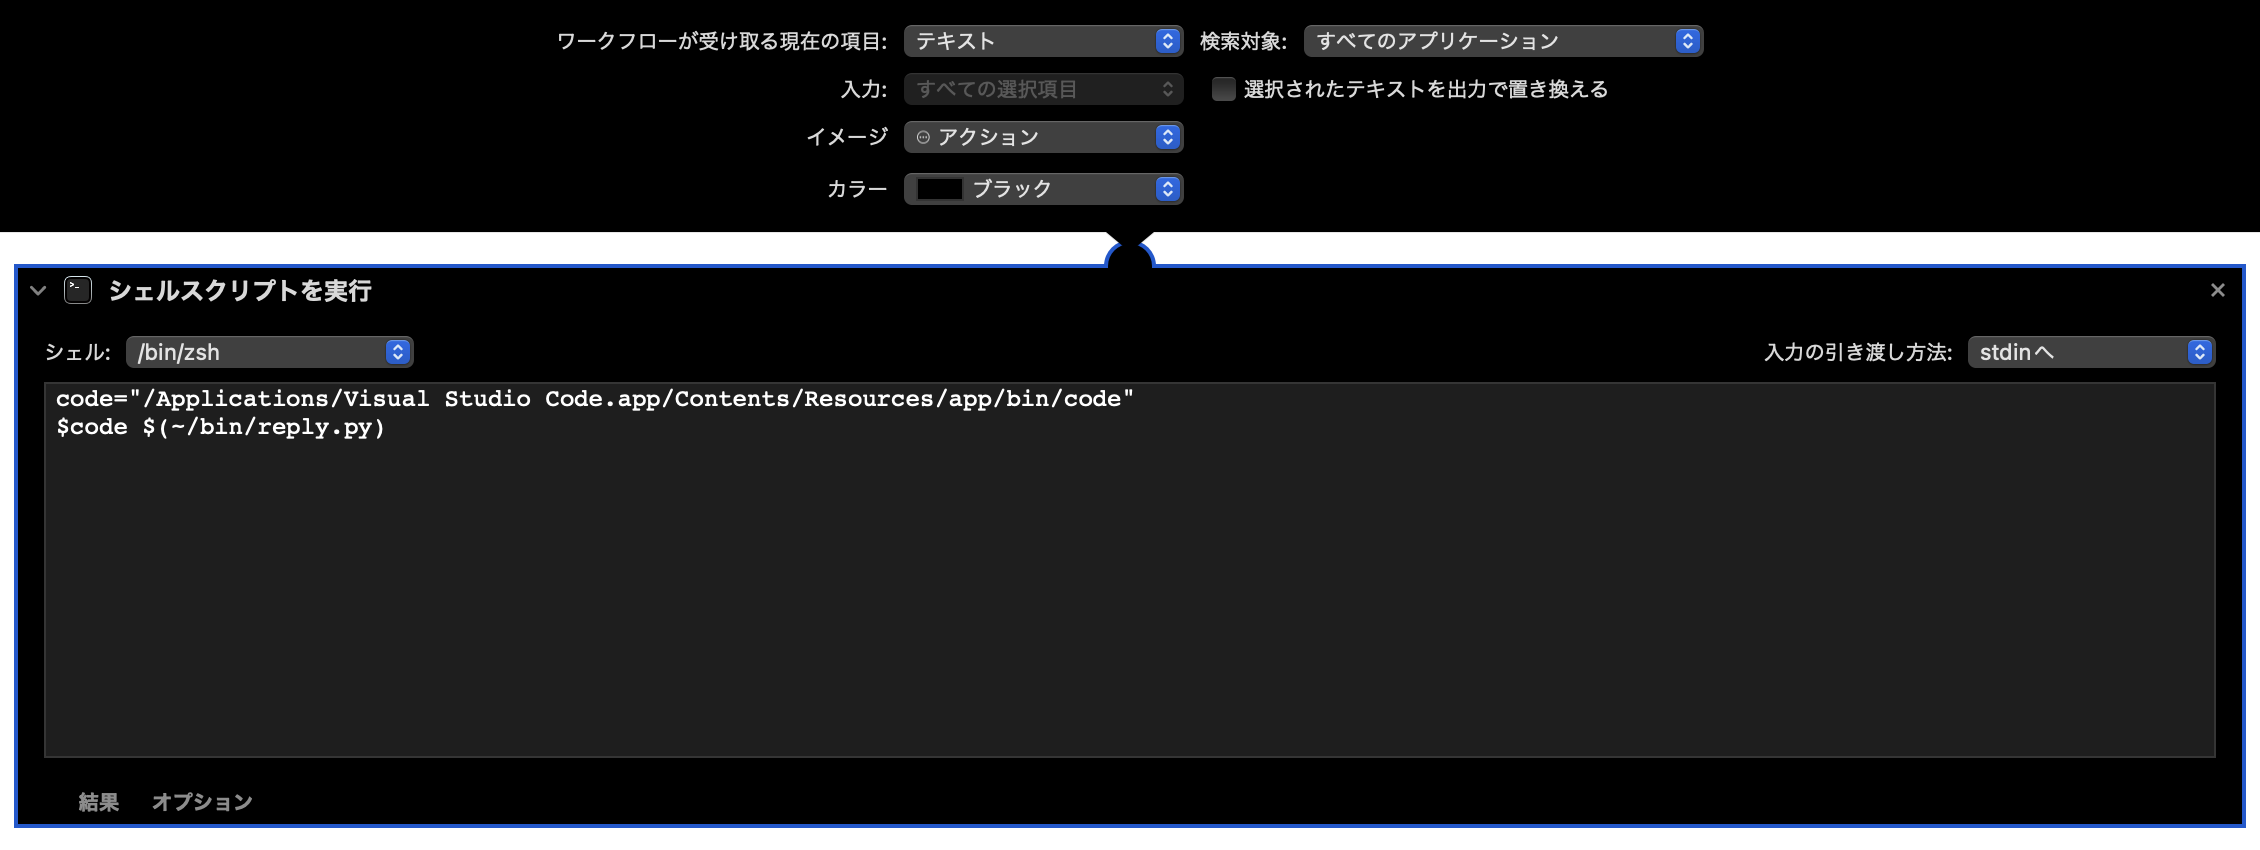 ワークフローが受け取る現在の項目: テキスト 検索対象: すべてのアプリケーション
入力: すべての選択項目 選択されたテキストを出力で置き換える
イメージ アクション
カラー ブラック
シェルスクリプトを実行
シェル: /bin/zsh 入力の引き渡し方法: stdinへ
code="/Applications/Visual Studio Code.app/Contents/Resources/app/bin/code"
$code $(~/bin/reply.py)
結果 オプション